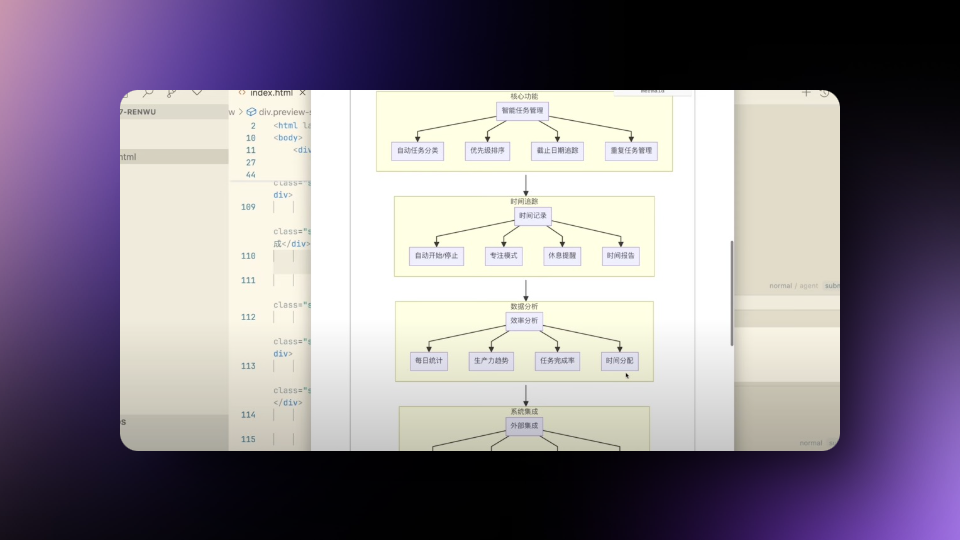 7-RENWU
html
index.html ×
div.preview-s
2 <html la
10 <body>
11 <div
27
44
class="s
div>
109
class="s
成</div>
110
111
class="s
112
class="s
div>
113
class="s
</div>
114
115
核心功能
智能任务管理
自动任务分类 优先级排序 截止日期追踪 重复任务管理
时间追踪
时间记录
自动开始/停止 专注模式 休息提醒 时间报告
数据分析
效率分析
每日统计 生产力趋势 任务完成率 时间分配
系统集成
外部集成
normal / agent subm
normal